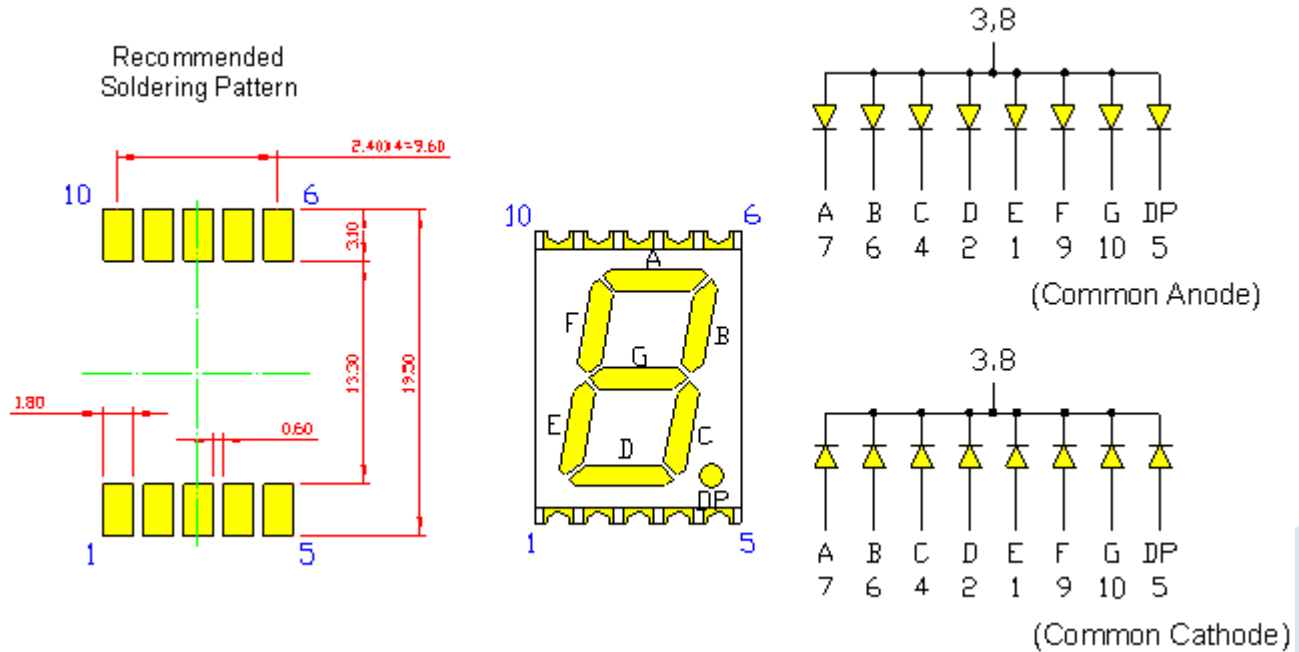 Recommended
Soldering Pattern
2.40x4=9.60
10 6
3.10
13.30
19.50
1.80
0.60
1 5
10 6
A
F
B
G
E
C
D
DP
1 5
3,8
A B C D E F G DP
7 6 4 2 1 9 10 5
(Common Anode)
3,8
A B C D E F G DP
7 6 4 2 1 9 10 5
(Common Cathode)